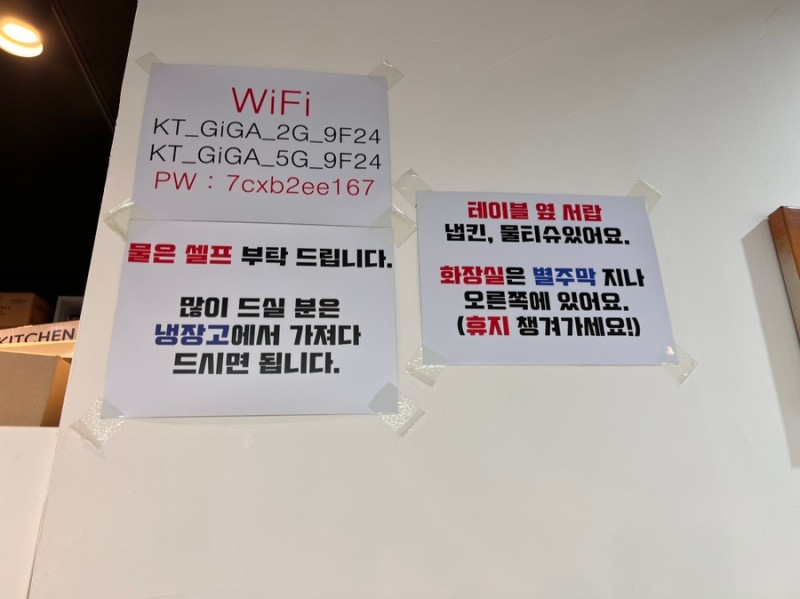 WiFi
KT_GiGA_2G_9F24
KT_GiGA_5G_9F24
PW : 7cxb2ee167
물은 셀프 부탁 드립니다.
많이 드실 분은
냉장고에서 가져다
드시면 됩니다.
테이블 옆 서랍
냅킨, 물티슈있어요.
화장실은 별주막 지나
오른쪽에 있어요.
(휴지 챙겨가세요!)
KITCHEN